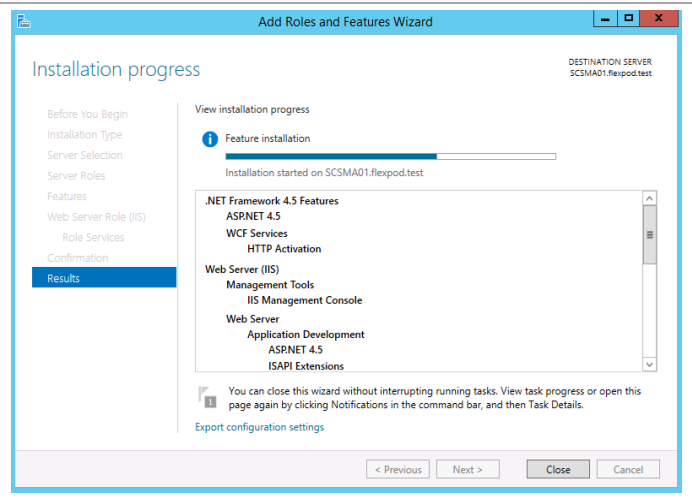 Add Roles and Features Wizard
Installation progress
DESTINATION SERVER
SCSMA01.flexpod.test
Before You Begin
Installation Type
Server Selection
Server Roles
Features
Web Server Role (IIS)
Role Services
Confirmation
Results
View installation progress
Feature installation
Installation started on SCSMA01.flexpod.test
.NET Framework 4.5 Features
ASP.NET 4.5
WCF Services
HTTP Activation
Web Server (IIS)
Management Tools
IIS Management Console
Web Server
Application Development
ASP.NET 4.5
ISAPI Extensions
1
You can close this wizard without interrupting running tasks. View task progress or open this
page again by clicking Notifications in the command bar, and then Task Details.
Export configuration settings
< Previous Next > Close Cancel